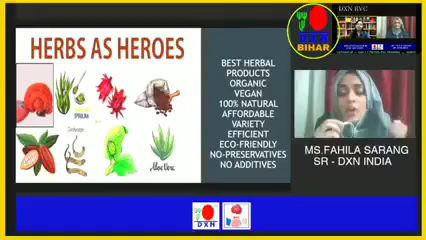 HERBS AS HEROES
SPIRULINA
Cordyceps
Aloe Vera
BEST HERBAL
PRODUCTS
ORGANIC
VEGAN
100% NATURAL
AFFORDABLE
VARIETY
EFFICIENT
ECO-FRIENDLY
NO-PRESERVATIVES
NO ADDITIVES
DXN
BIHAR
DXN BVC
MS.FAHILA SARANG
SR - DXN INDIA
DXN